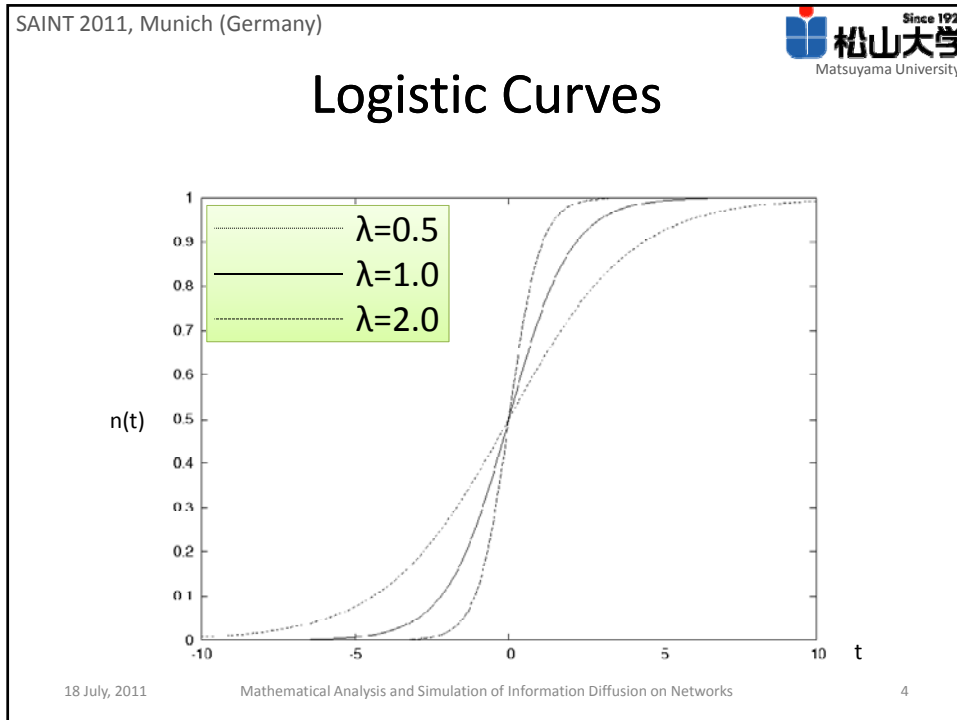 SAINT 2011, Munich (Germany)
Since 192
松山大学
Matsuyama University
Logistic Curves
λ=0.5
λ=1.0
λ=2.0
1
0.9
0.8
0.7
0.6
0.5
0.4
0.3
0.2
0.1
0
n(t)
-10
-5
0
5
10
t
18 July, 2011
Mathematical Analysis and Simulation of Information Diffusion on Networks
4